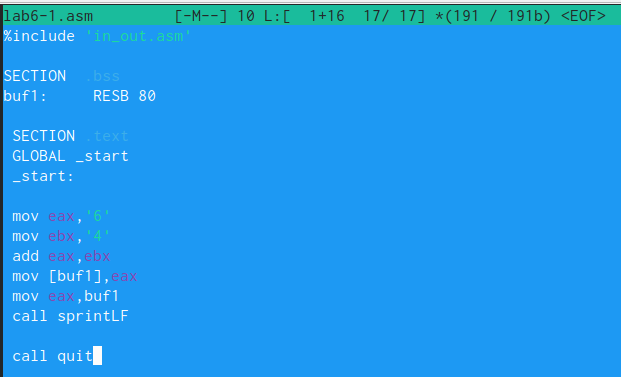 lab6-1.asm [-M--] 10 L:[ 1+16 17/ 17] *(191 / 191b) <EOF>
%include 'in_out.asm'
SECTION .bss
buf1: RESB 80
SECTION .text
GLOBAL _start
_start:
mov eax,'6'
mov ebx,'4'
add eax,ebx
mov [buf1],eax
mov eax,buf1
call sprintLF
call quit